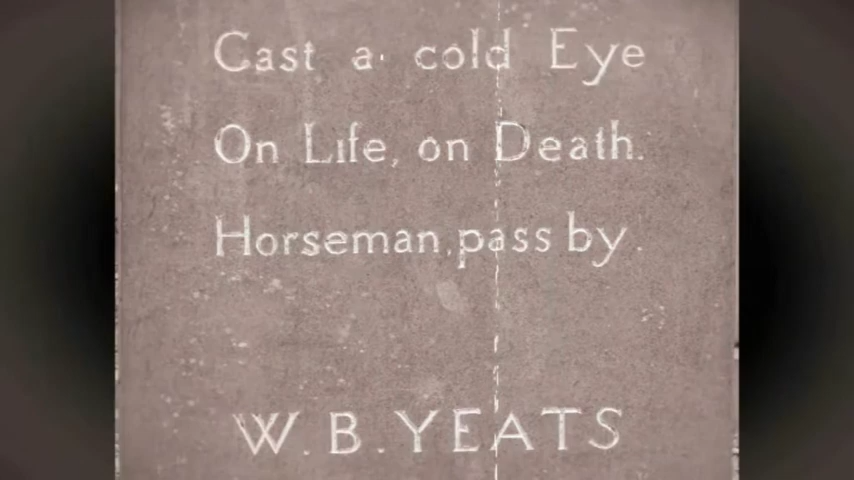 Cast a cold Eye
On Life, on Death.
Horseman, pass by.
W. B. YEATS